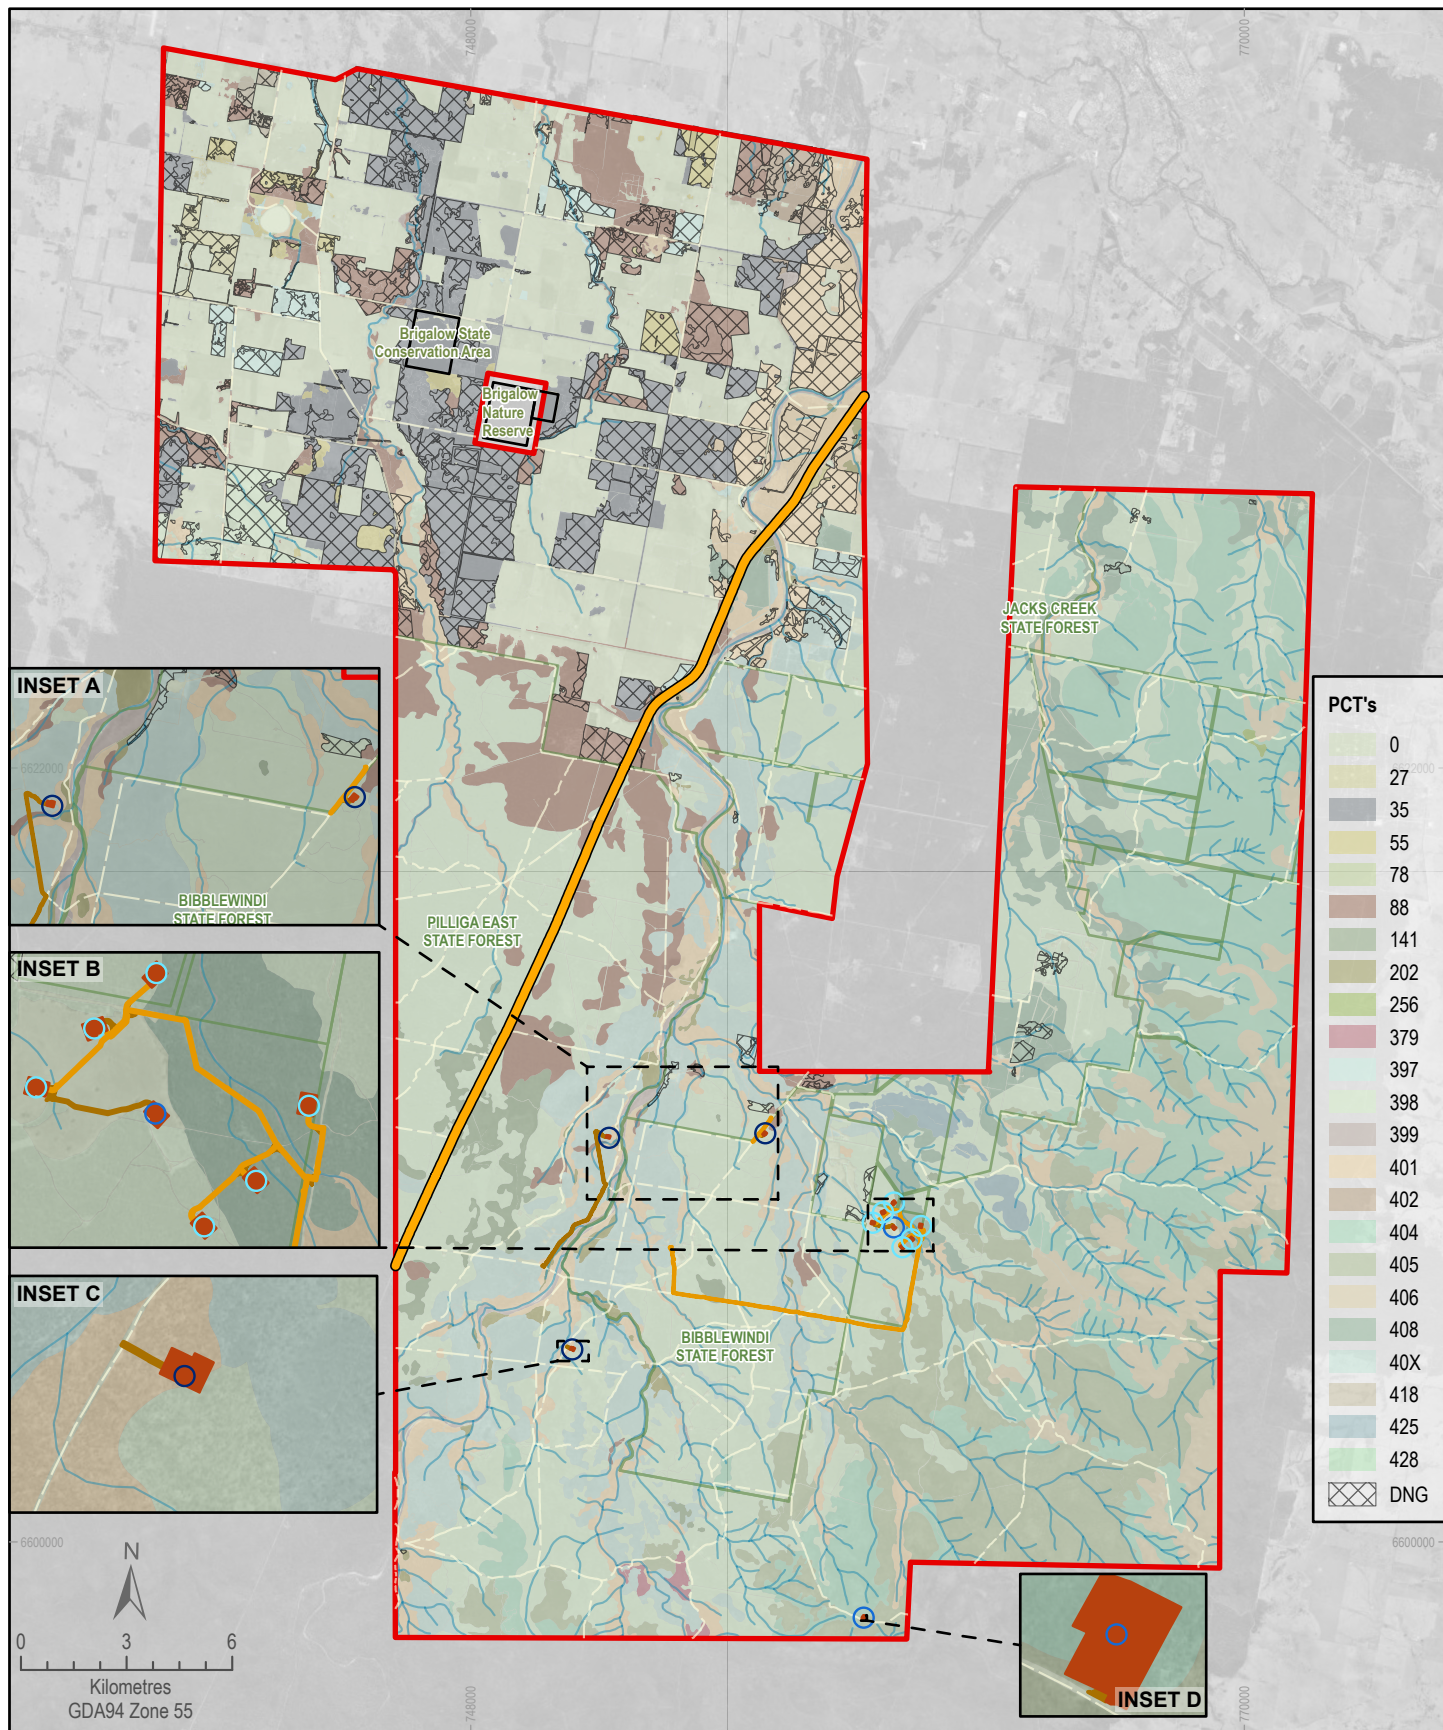 748000
770000
Brigalow State
Conservation Area
Brigalow
Nature
Reserve
JACKS CREEK
STATE FOREST
INSET A
6622000
BIBBLEWINDI
STATE FOREST
PILLIGA EAST
STATE FOREST
INSET B
INSET C
BIBBLEWINDI
STATE FOREST
PCT's
0
6622000
27
35
55
78
88
141
202
256
379
397
398
399
401
402
404
405
406
408
40X
418
425
428
DNG
6600000
6600000
N
0 3 6
Kilometres
GDA94 Zone 55
INSET D
748000
770000